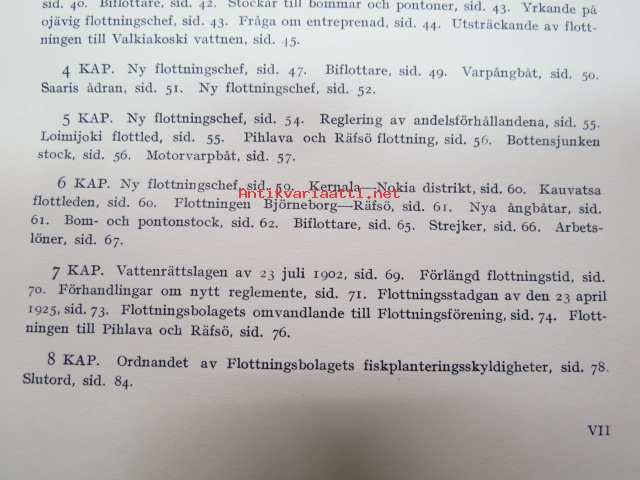 sid. 40. Biflottare, sid. 42. Stockar till bommar och pontoner, sid. 43. Yrkande på
ojävig flottningschef, sid. 43. Fråga om entreprenad, sid. 44. Utsträckande av flott-
ningen till Valkiakoski vattnen, sid. 45.
4 KAP. Ny flottningschef, sid. 47. Biflottare, sid. 49. Varpångbåt, sid. 50.
Saaris ådran, sid. 51. Ny flottningschef, sid. 52.
5 KAP. Ny flottningschef, sid. 54. Reglering av andelsförhållandena, sid. 55.
Loimijoki flottled, sid. 55. Pihlava och Räfsö flottning, sid. 56. Bottensjunken
stock, sid. 56. Motorvarpbåt, sid. 57.
6 KAP. Ny flottningschef, sid. 59. Kernala—Nokia distrikt, sid. 60. Kauvatsa
flottleden, sid. 60. Flottningen Björneborg—Räfsö, sid. 61. Nya ångbåtar, sid.
61. Bom- och pontonstock, sid. 62. Biflottare, sid. 65. Strejker, sid. 66. Arbets-
löner, sid. 67.
7 KAP. Vattenrättslagen av 23 juli 1902, sid. 69. Förlängd flottningstid, sid.
70. Förhandlingar om nytt reglemente, sid. 71. Flottningsstadgan av den 23 april
1925, sid. 73. Flottningsbolagets omvandlande till Flottningsförening, sid. 74. Flott-
ningen till Pihlava och Räfsö, sid. 76.
8 KAP. Ordnandet av Flottningsbolagets fiskplanteringsskyldigheter, sid. 78.
Slutord, sid. 84.
VII
Antikvariaatti.net